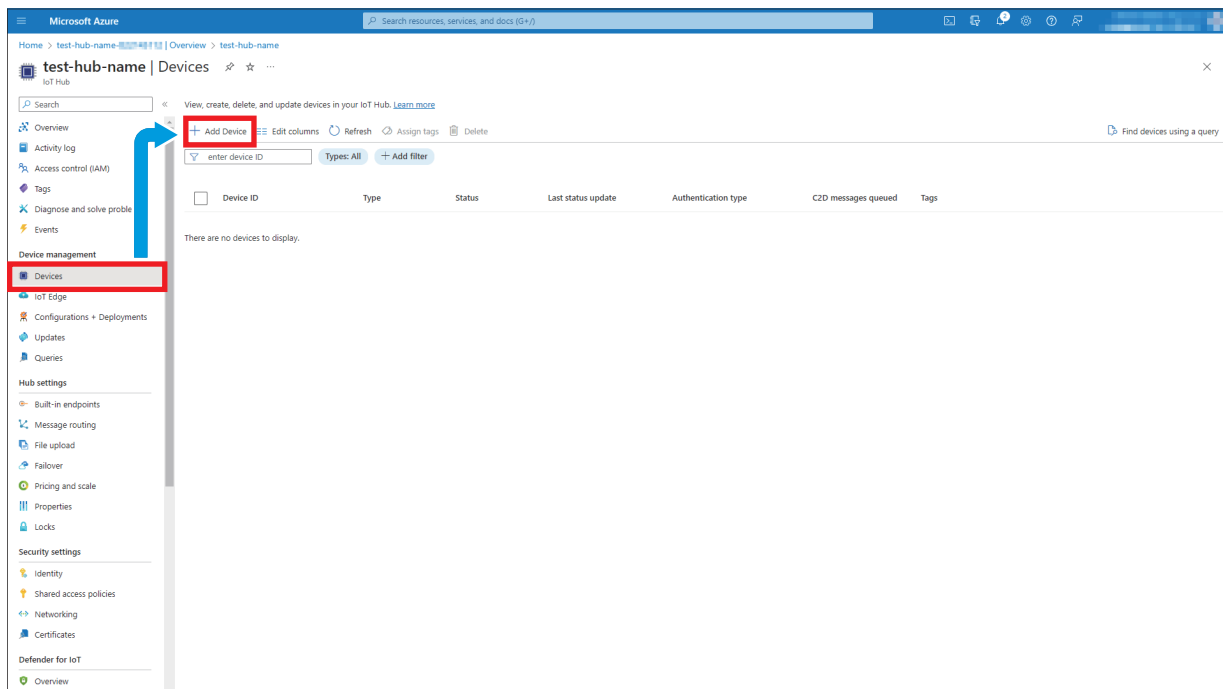 Microsoft Azure
Search resources, services, and docs (G+/)
2
Home > test-hub-name- | Overview > test-hub-name
test-hub-name | Devices
IoT Hub
Search
Overview
Activity log
Access control (IAM)
Tags
Diagnose and solve proble
Events
Device management
Devices
IoT Edge
Configurations + Deployments
Updates
Queries
Hub settings
Built-in endpoints
Message routing
File upload
Failover
Pricing and scale
Properties
Locks
Security settings
Identity
Shared access policies
Networking
Certificates
Defender for IoT
Overview
View, create, delete, and update devices in your IoT Hub. Learn more
+ Add Device Edit columns Refresh Assign tags Delete Find devices using a query
enter device ID Types: All + Add filter
Device ID Type Status Last status update Authentication type C2D messages queued Tags
There are no devices to display.